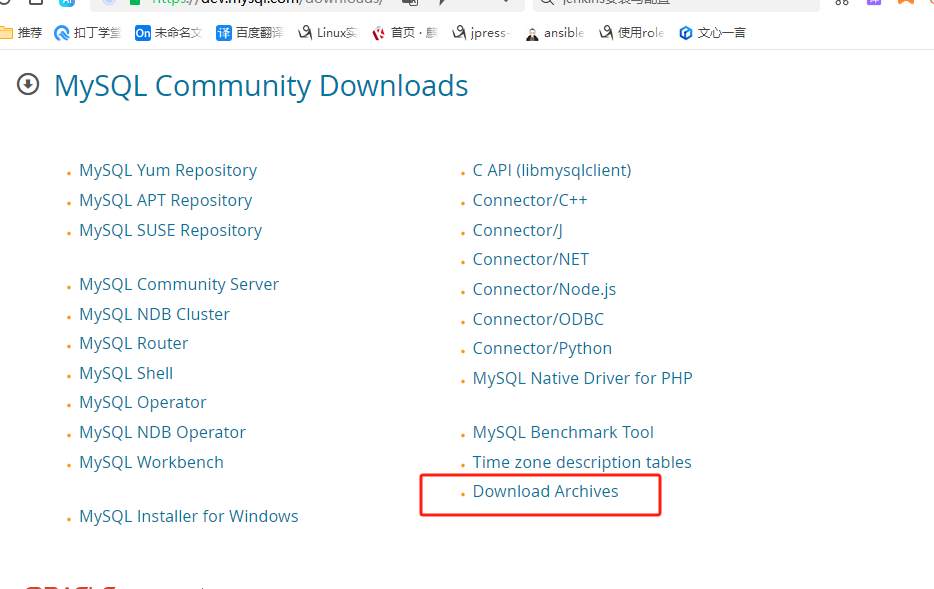 https://dev.mysql.com/downloads/
jenkins安装与配置
推荐 扣丁学堂 On 未命名文 译 百度翻译 Linux实 首页 · 麒 jpress- ansible 使用role 文心一言
MySQL Community Downloads
MySQL Yum Repository
MySQL APT Repository
MySQL SUSE Repository
MySQL Community Server
MySQL NDB Cluster
MySQL Router
MySQL Shell
MySQL Operator
MySQL NDB Operator
MySQL Workbench
MySQL Installer for Windows
C API (libmysqlclient)
Connector/C++
Connector/J
Connector/NET
Connector/Node.js
Connector/ODBC
Connector/Python
MySQL Native Driver for PHP
MySQL Benchmark Tool
Time zone description tables
Download Archives
ORACLE